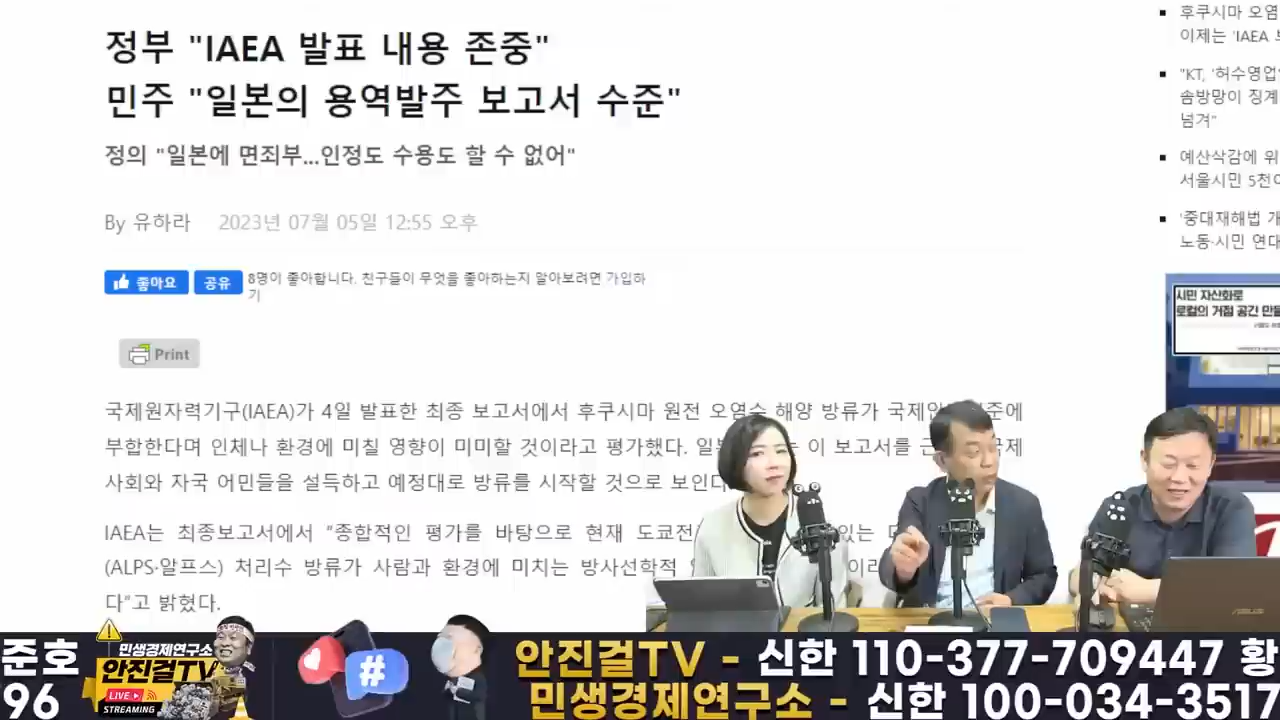 정부 "IAEA 발표 내용 존중"
민주 "일본의 용역발주 보고서 수준"
정의 "일본에 면죄부...인정도 수용도 할 수 없어"
By 유하라 2023년 07월 05일 12:55 오후
좋아요 공유 8명이 좋아합니다. 친구들이 무엇을 좋아하는지 알아보려면 가입하
기
Print
국제원자력기구(IAEA)가 4일 발표한 최종 보고서에서 후쿠시마 원전 오염수 해양 방류가
부합한다며 인체나 환경에 미칠 영향이 미미할 것이라고 평가했다. 이 보고서를
사회와 자국 어민들을 설득하고 예정대로 방류를 시작할 것으로
IAEA는 최종보고서에서 "종합적인 평가를 바탕으로 현재
(ALPS·알프스) 처리수 방류가 사람과 환경에 미치는 방사선학적
다"고 밝혔다.
후쿠시마 오염
이제는 'IAEA
"KT, '허수영업'
솜방망이 징계
넘겨"
예산삭감에 위
서울시민
'중대재해법
노동·시민 연대
시민 자산화로
로컬의 거점 공간
준호
96
민생경제연구소
안진걸TV
LIVE
STREAMING
#
안진걸TV - 신한 110-377-709447 황
민생경제연구소 - 신한 100-034-3517
ASUS